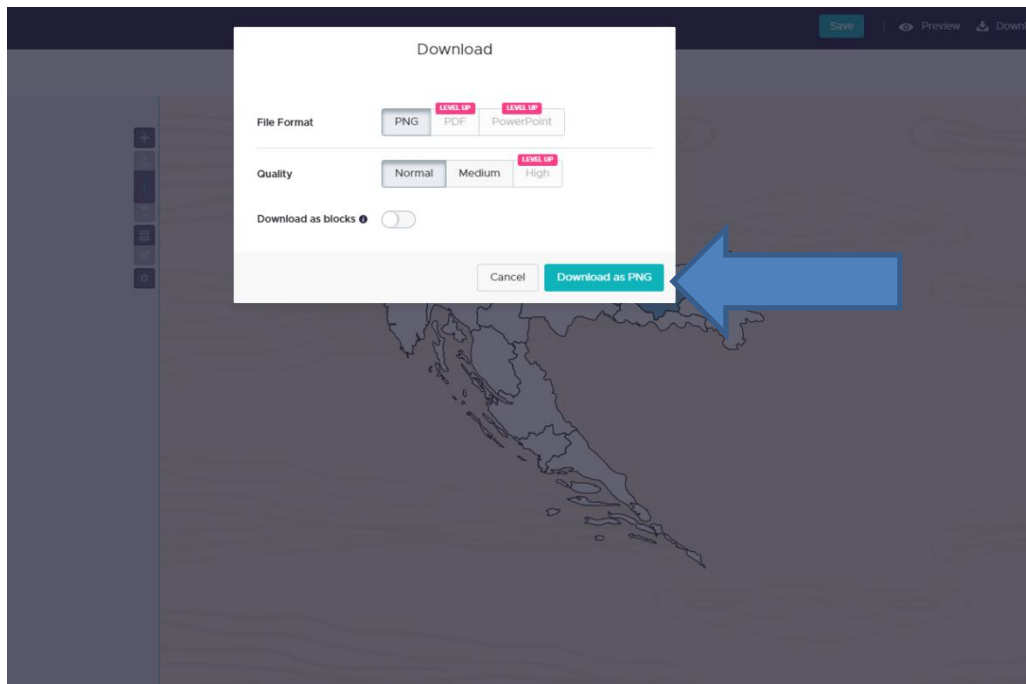 Save Preview
Download
File Format
LEVEL UP LEVEL UP
PNG PDF PowerPoint
LEVEL UP
Quality Normal Medium High
Download as blocks
Cancel Download as PNG